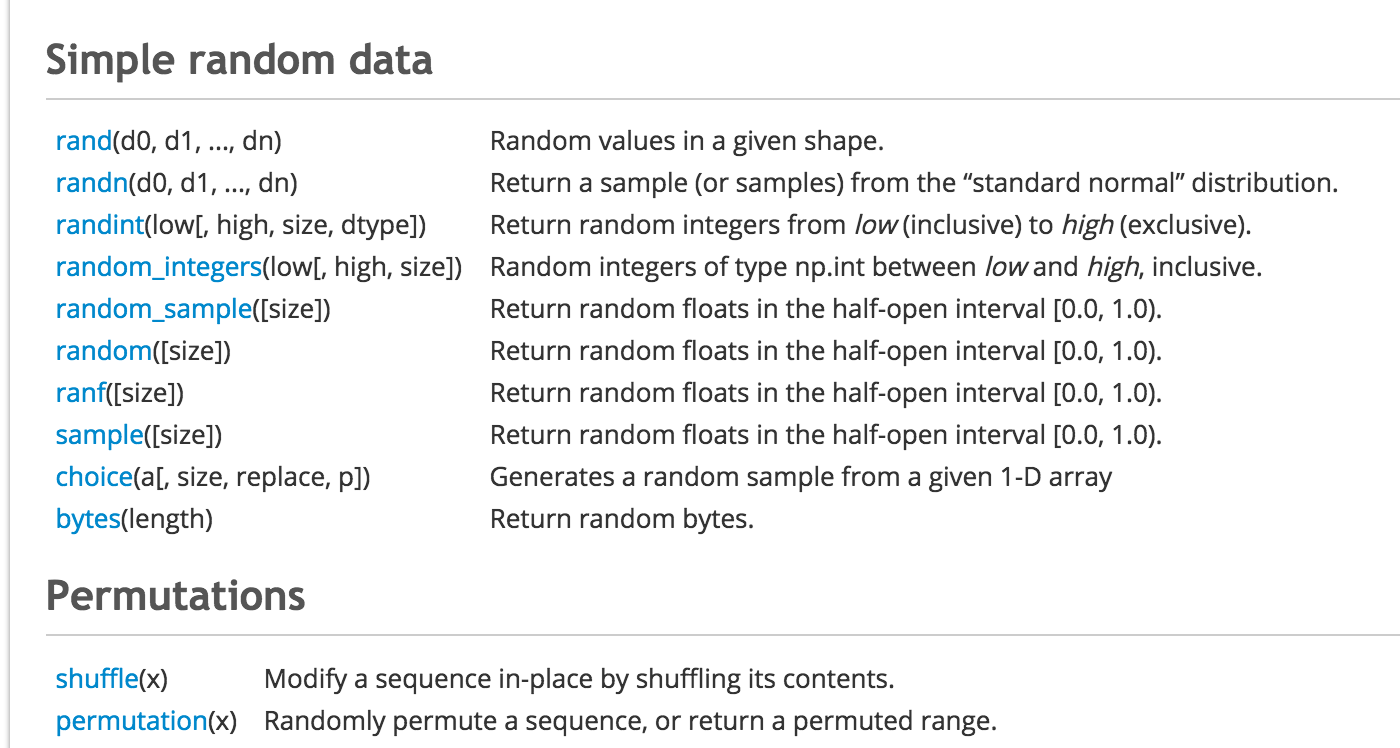 Simple random data
rand(d0, d1, ..., dn) Random values in a given shape.
randn(d0, d1, ..., dn) Return a sample (or samples) from the “standard normal” distribution.
randint(low[, high, size, dtype]) Return random integers from low (inclusive) to high (exclusive).
random_integers(low[, high, size]) Random integers of type np.int between low and high, inclusive.
random_sample([size]) Return random floats in the half-open interval [0.0, 1.0).
random([size]) Return random floats in the half-open interval [0.0, 1.0).
ranf([size]) Return random floats in the half-open interval [0.0, 1.0).
sample([size]) Return random floats in the half-open interval [0.0, 1.0).
choice(a[, size, replace, p]) Generates a random sample from a given 1-D array
bytes(length) Return random bytes.
Permutations
shuffle(x) Modify a sequence in-place by shuffling its contents.
permutation(x) Randomly permute a sequence, or return a permuted range.